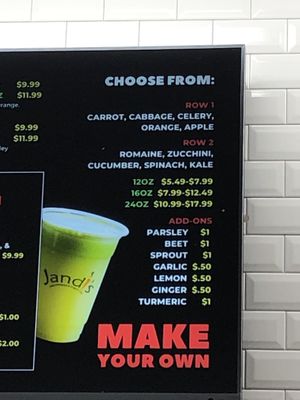 $9.99
$11.99
$9.99
$11.99
&
$9.99
$1.00
$2.00
CHOOSE FROM:
ROW 1
CARROT, CABBAGE, CELERY,
ORANGE, APPLE
ROW 2
ROMAINE, ZUCCHINI,
CUCUMBER, SPINACH, KALE
12OZ $5.49-$7.99
16OZ $7.99-$12.49
24OZ $10.99-$17.99
ADD-ONS
PARSLEY $1
BEET $1
SPROUT $1
GARLIC $.50
LEMON $.50
GINGER $.50
TURMERIC $1
Jandi's
MAKE
YOUR OWN